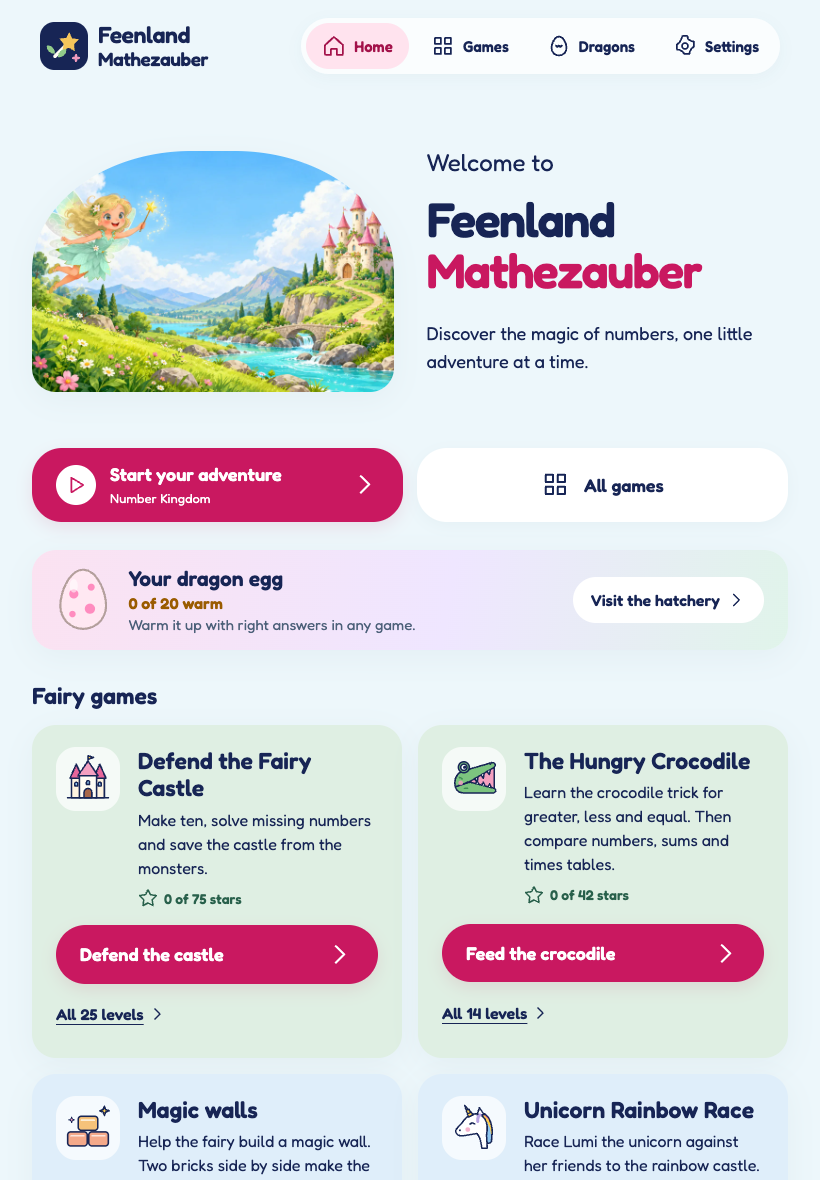 Feenland
Mathezauber
Home
Games
Dragons
Settings
Welcome to
Feenland
Mathezauber
Discover the magic of numbers, one little
adventure at a time.
Start your adventure
Number Kingdom
All games
Your dragon egg
0 of 20 warm
Warm it up with right answers in any game.
Visit the hatchery
Fairy games
Defend the Fairy
Castle
Make ten, solve missing numbers
and save the castle from the
monsters.
0 of 75 stars
Defend the castle
All 25 levels
The Hungry Crocodile
Learn the crocodile trick for
greater, less and equal. Then
compare numbers, sums and
times tables.
0 of 42 stars
Feed the crocodile
All 14 levels
Magic walls
Help the fairy build a magic wall.
Two bricks side by side make the
Unicorn Rainbow Race
Race Lumi the unicorn against
her friends to the rainbow castle.